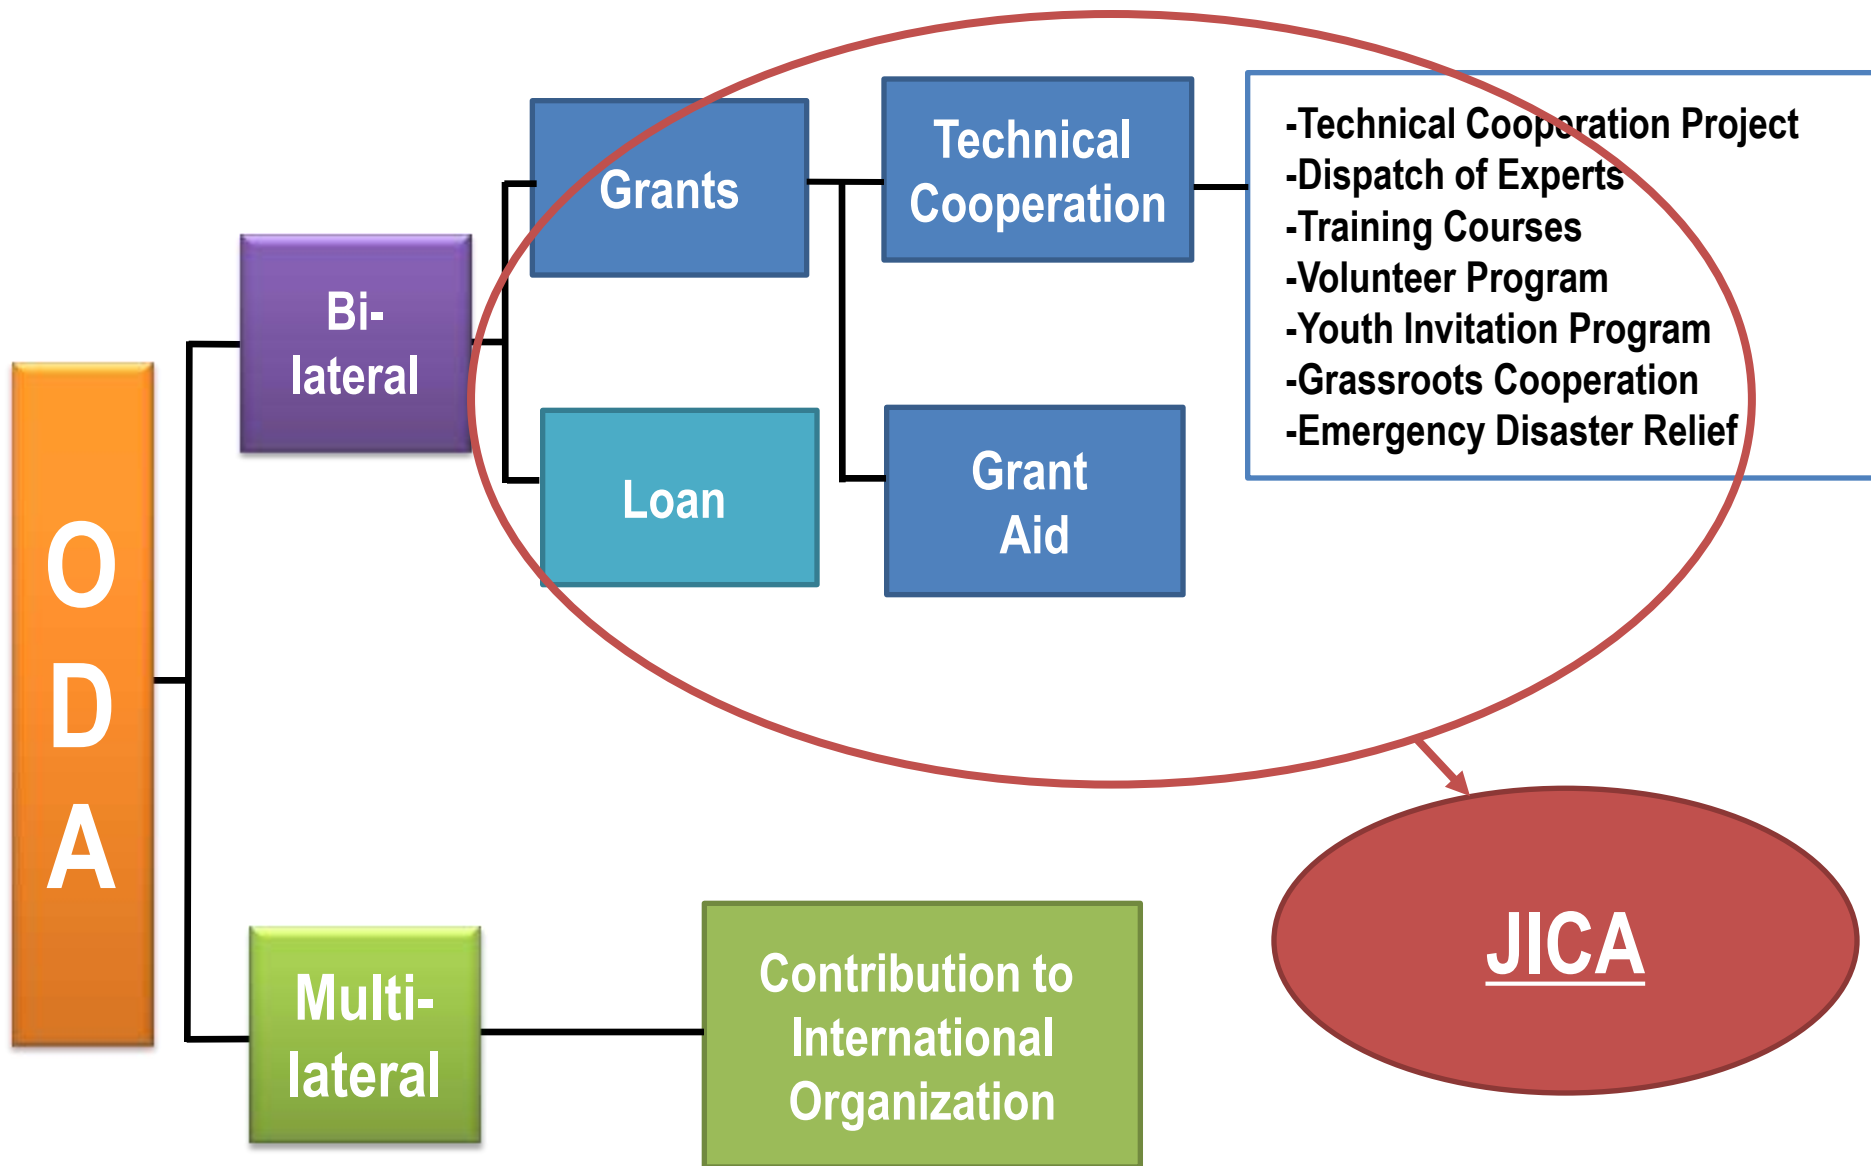 O
D
A
Bi-
lateral
Grants
Loan
Technical
Cooperation
Grant
Aid
-Technical Cooperation Project
-Dispatch of Experts
-Training Courses
-Volunteer Program
-Youth Invitation Program
-Grassroots Cooperation
-Emergency Disaster Relief
Multi-
lateral
Contribution to
International
Organization
JICA